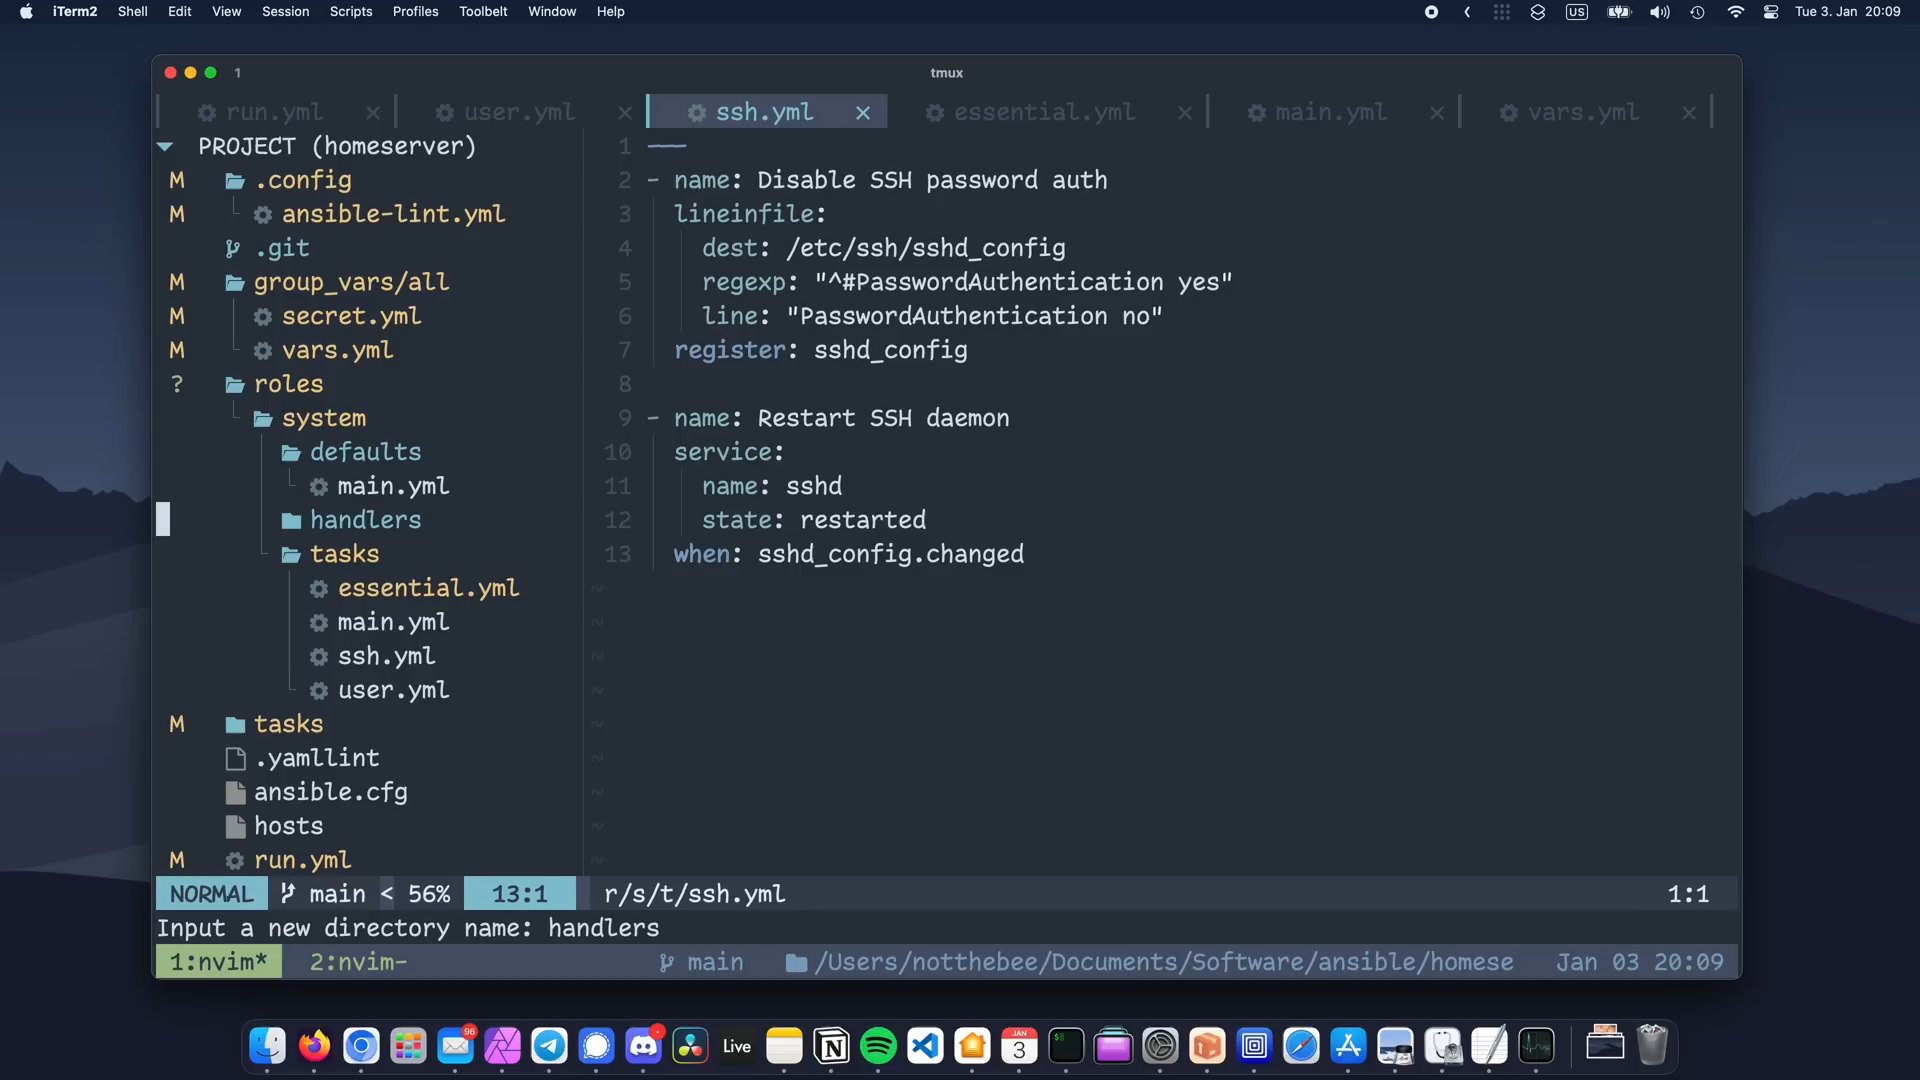 iTerm2 Shell Edit View Session Scripts Profiles Toolbelt Window Help US Tue 3. Jan 20:09
1 tmux
run.yml × user.yml × ssh.yml × essential.yml × main.yml × vars.yml ×
PROJECT (homeserver)
M .config
M ansible-lint.yml
.git
M group_vars/all
M secret.yml
M vars.yml
? roles
system
defaults
main.yml
handlers
tasks
essential.yml
main.yml
ssh.yml
user.yml
M tasks
.yamllint
ansible.cfg
hosts
M run.yml
1 ---
2 - name: Disable SSH password auth
3 lineinfile:
4 dest: /etc/ssh/sshd_config
5 regexp: "^#PasswordAuthentication yes"
6 line: "PasswordAuthentication no"
7 register: sshd_config
8
9 - name: Restart SSH daemon
10 service:
11 name: sshd
12 state: restarted
13 when: sshd_config.changed
~
~
~
~
~
~
~
~
~
NORMAL main < 56% 13:1 r/s/t/ssh.yml 1:1
Input a new directory name: handlers
1:nvim* 2:nvim- main /Users/notthebee/Documents/Software/ansible/homese Jan 03 20:09
96 Live JAN 3